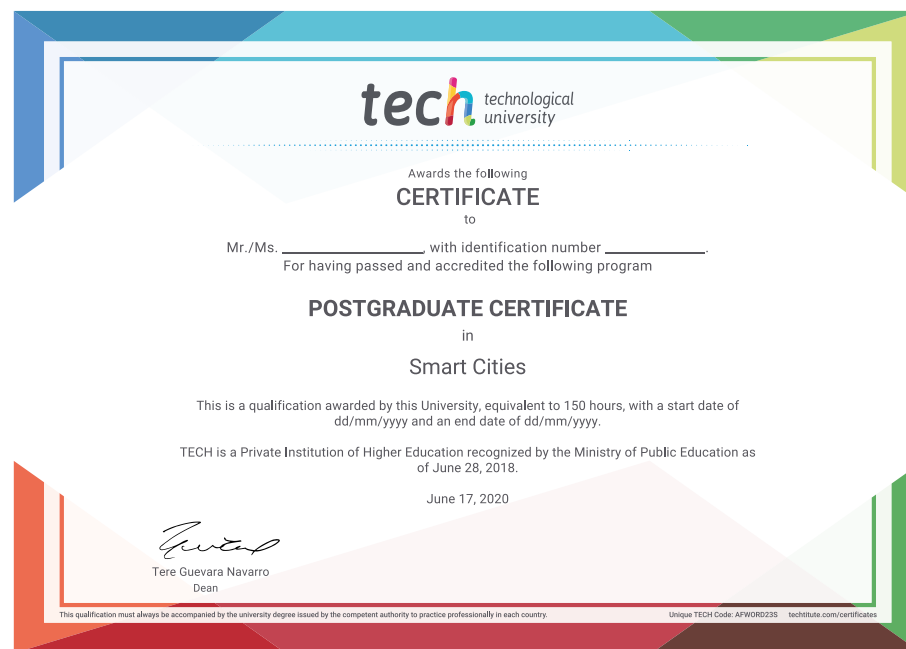 tech technological
university
Awards the following
CERTIFICATE
to
Mr./Ms. ____________________, with identification number ______________.
For having passed and accredited the following program
POSTGRADUATE CERTIFICATE
in
Smart Cities
This is a qualification awarded by this University, equivalent to 150 hours, with a start date of
dd/mm/yyyy and an end date of dd/mm/yyyy.
TECH is a Private Institution of Higher Education recognized by the Ministry of Public Education as
of June 28, 2018.
June 17, 2020
Tere Guevara Navarro
Dean
This qualification must always be accompanied by the university degree issued by the competent authority to practice professionally in each country.
Unique TECH Code: AFWORD23S techtitute.com/certificates